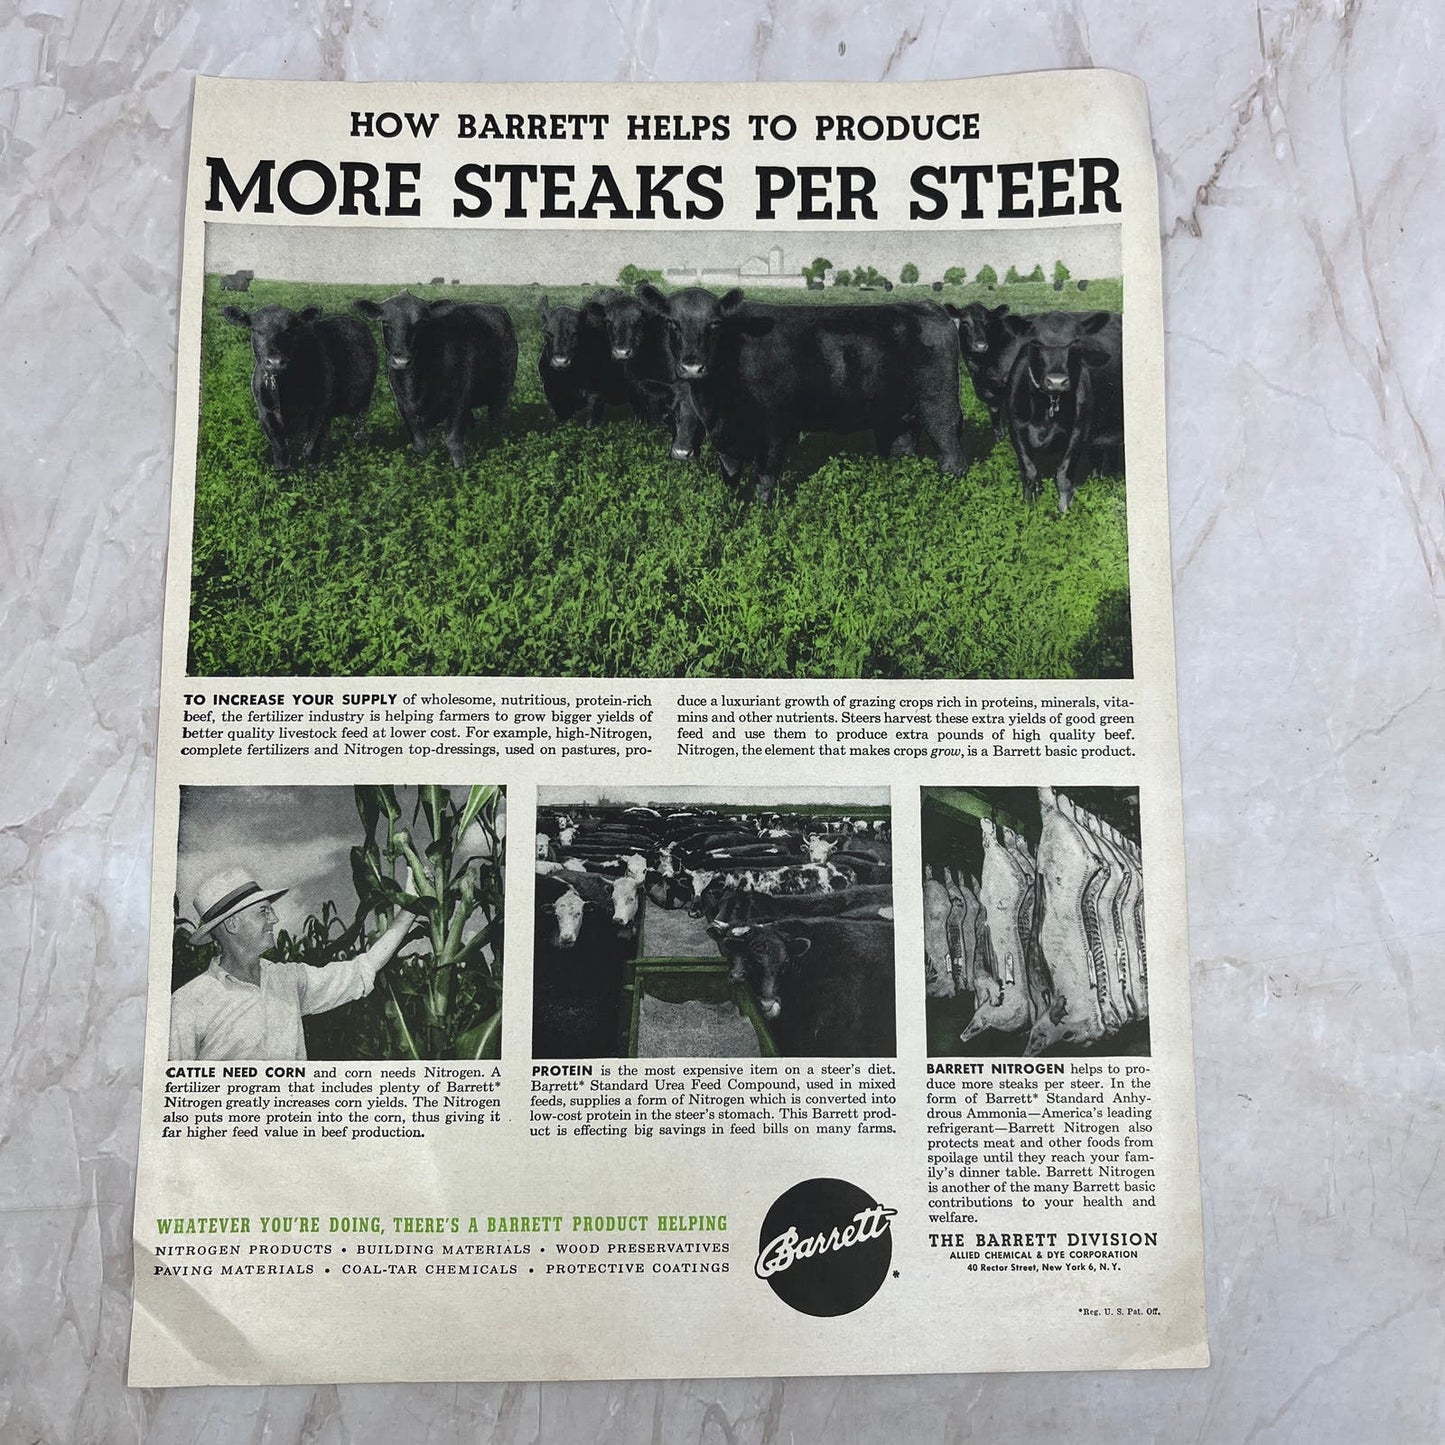 HOW BARRETT HELPS TO PRODUCE
MORE STEAKS PER STEER
TO INCREASE YOUR SUPPLY of wholesome, nutritious, protein-rich
beef, the fertilizer industry is helping farmers to grow bigger yields of
better quality livestock feed at lower cost. For example, high-Nitrogen,
complete fertilizers and Nitrogen top-dressings, used on pastures, pro-
duce a luxuriant growth of grazing crops rich in proteins, minerals, vita-
mins and other nutrients. Steers harvest these extra yields of good green
feed and use them to produce extra pounds of high quality beef.
Nitrogen, the element that makes crops grow, is a Barrett basic product.
CATTLE NEED CORN and corn needs Nitrogen. A
fertilizer program that includes plenty of Barrett*
Nitrogen greatly increases corn yields. The Nitrogen
also puts more protein into the corn, thus giving it
far higher feed value in beef production.
PROTEIN is the most expensive item on a steer's diet.
Barrett* Standard Urea Feed Compound, used in mixed
feeds, supplies a form of Nitrogen which is converted into
low-cost protein in the steer's stomach. This Barrett prod-
uct is effecting big savings in feed bills on many farms.
BARRETT NITROGEN helps to pro-
duce more steaks per steer. In the
form of Barrett* Standard Anhy-
drous Ammonia—America's leading
refrigerant—Barrett Nitrogen also
protects meat and other foods from
spoilage until they reach your fam-
ily's dinner table. Barrett Nitrogen
is another of the many Barrett basic
contributions to your health and
welfare.
WHATEVER YOU'RE DOING, THERE'S A BARRETT PRODUCT HELPING
NITROGEN PRODUCTS • BUILDING MATERIALS • WOOD PRESERVATIVES
PAVING MATERIALS • COAL-TAR CHEMICALS • PROTECTIVE COATINGS
Barrett*
THE BARRETT DIVISION
ALLIED CHEMICAL & DYE CORPORATION
40 Rector Street, New York 6, N. Y.
*Reg. U. S. Pat. Off.